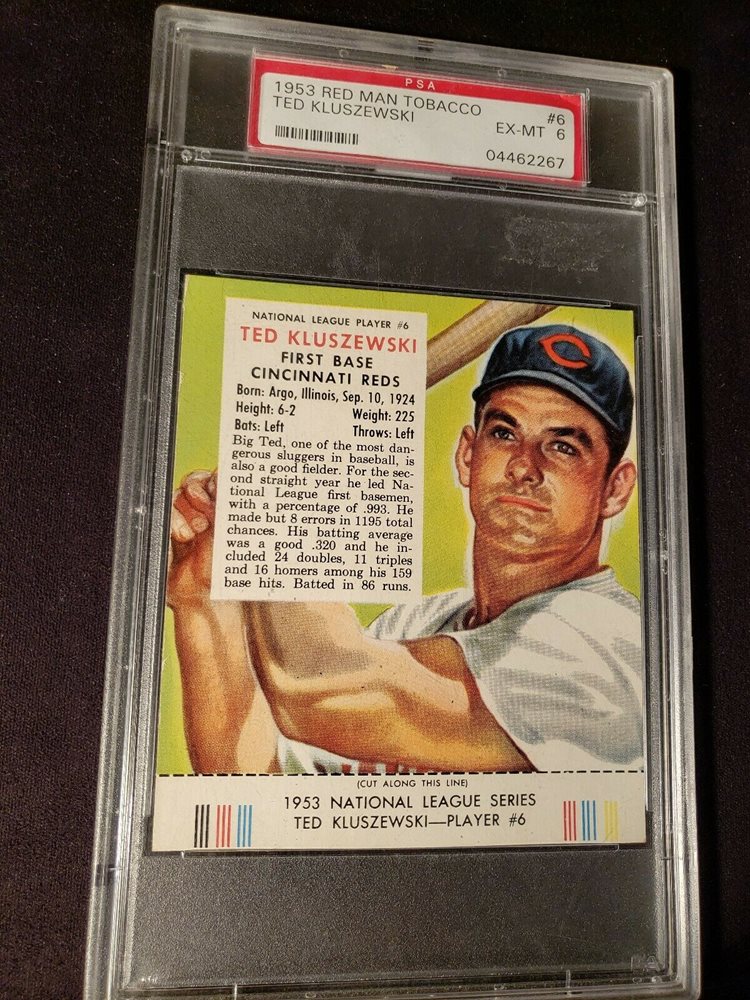 PSA
1953 RED MAN TOBACCO #6
TED KLUSZEWSKI EX-MT 6
04462267
NATIONAL LEAGUE PLAYER #6
TED KLUSZEWSKI
FIRST BASE
CINCINNATI REDS
Born: Argo, Illinois, Sep. 10, 1924
Height: 6-2 Weight: 225
Bats: Left Throws: Left
Big Ted, one of the most dan-
gerous sluggers in baseball, is
also a good fielder. For the sec-
ond straight year he led Na-
tional League first basemen,
with a percentage of .993. He
made but 8 errors in 1195 total
chances. His batting average
was a good .320 and he in-
cluded 24 doubles, 11 triples
and 16 homers among his 159
base hits. Batted in 86 runs.
C
(CUT ALONG THIS LINE)
1953 NATIONAL LEAGUE SERIES
TED KLUSZEWSKI—PLAYER #6